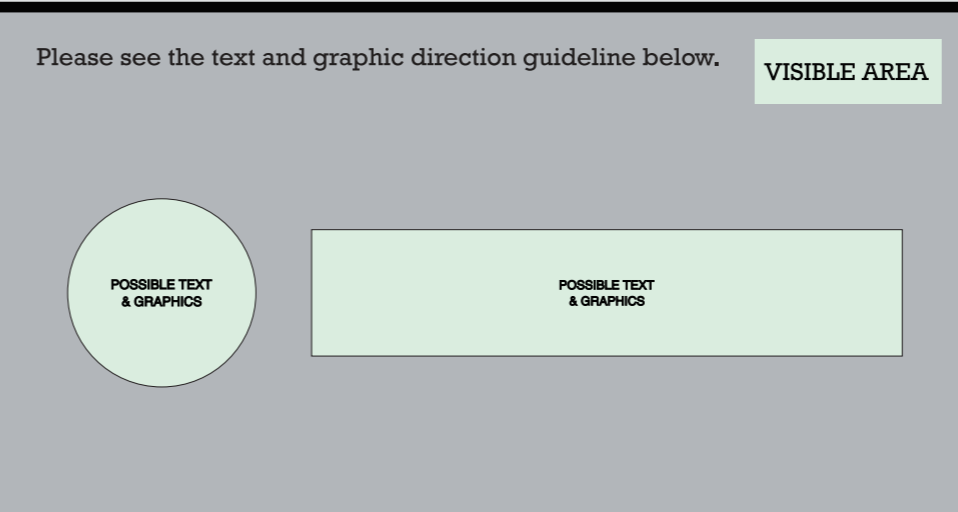 Please see the text and graphic direction guideline below.
VISIBLE AREA
POSSIBLE TEXT
& GRAPHICS
POSSIBLE TEXT
& GRAPHICS